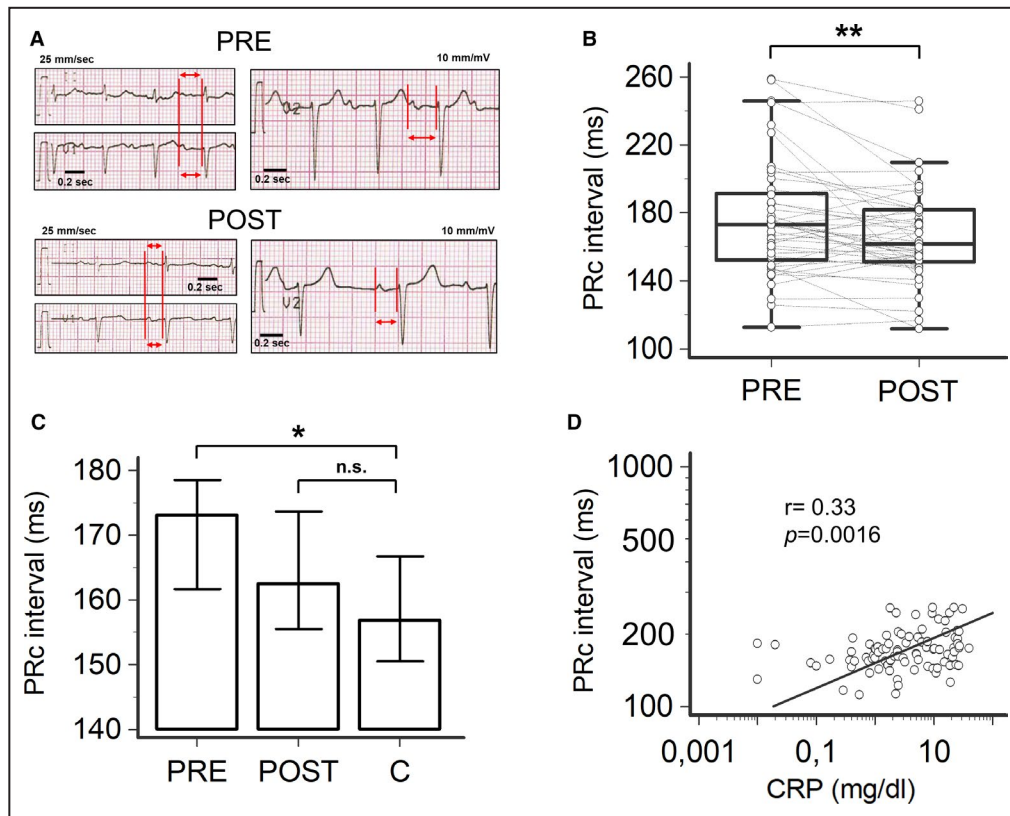 A
PRE
25 mm/sec
10 mm/mV
V2
0.2 sec
0.2 sec
POST
25 mm/sec
10 mm/mV
0.2 sec
V2
0.2 sec
B
**
260
220
180
140
100
PRc interval (ms)
PRE
POST
C
*
n.s.
180
170
160
150
140
PRc interval (ms)
PRE
POST
C
D
1000
500
200
100
PRc interval (ms)
r= 0.33
p=0.0016
0,001
0,1
10
CRP (mg/dl)